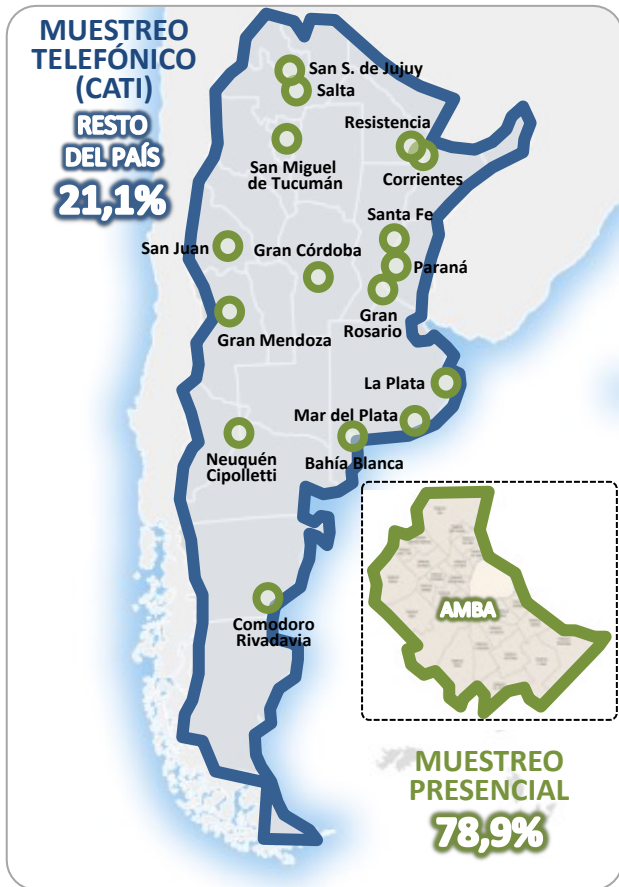 MUESTREO
TELEFÓNICO
(CATI)
RESTO
DEL PAÍS
21,1%
San S. de Jujuy
Salta
Resistencia
San Miguel
de Tucumán
Corrientes
Santa Fe
San Juan
Gran Córdoba
Paraná
Gran
Rosario
Gran Mendoza
La Plata
Mar del Plata
Neuquén
Cipolletti
Bahía Blanca
AMBA
Comodoro
Rivadavia
MUESTREO
PRESENCIAL
78,9%